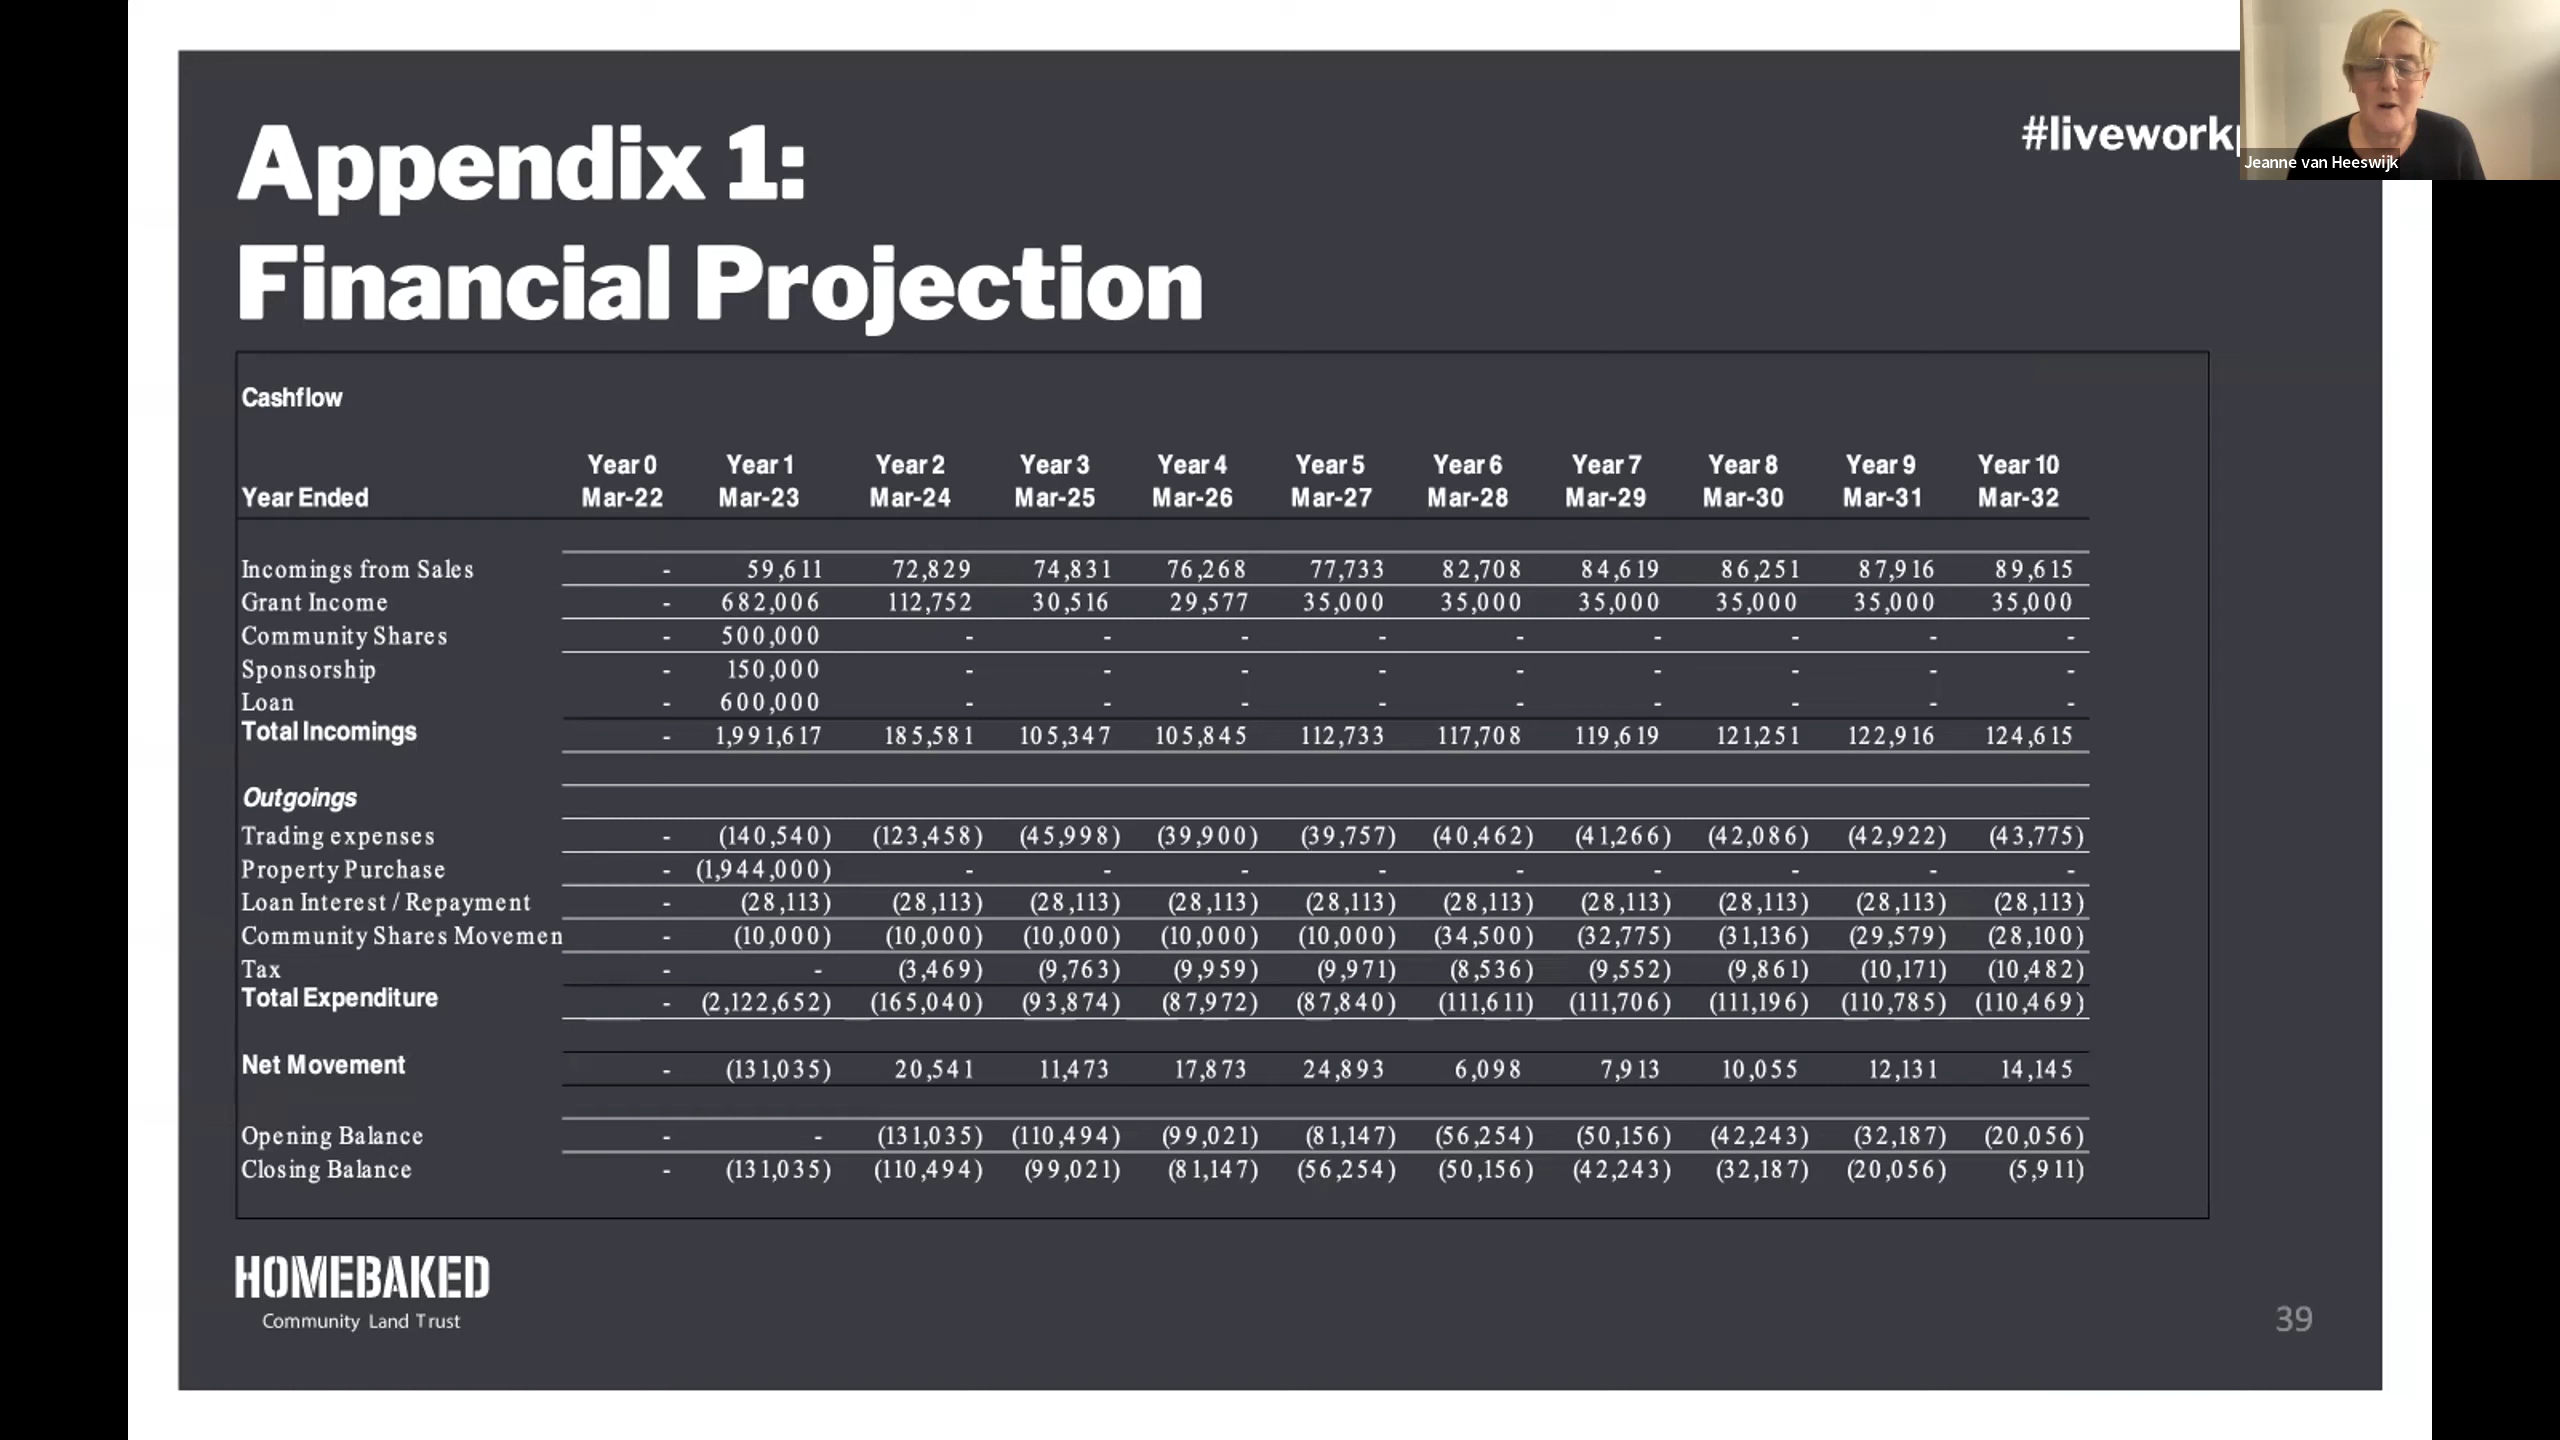 Appendix 1:
Financial Projection
#livework
Jeanne van Heeswijk
Cashflow
Year 0 Year 1 Year 2 Year 3 Year 4 Year 5 Year 6 Year 7 Year 8 Year 9 Year 10
Year Ended Mar-22 Mar-23 Mar-24 Mar-25 Mar-26 Mar-27 Mar-28 Mar-29 Mar-30 Mar-31 Mar-32
Incomings from Sales - 59,611 72,829 74,831 76,268 77,733 82,708 84,619 86,251 87,916 89,615
Grant Income - 682,006 112,752 30,516 29,577 35,000 35,000 35,000 35,000 35,000 35,000
Community Shares - 500,000 - - - - - - - - -
Sponsorship - 150,000 - - - - - - - - -
Loan - 600,000 - - - - - - - - -
Total Incomings - 1,991,617 185,581 105,347 105,845 112,733 117,708 119,619 121,251 122,916 124,615
Outgoings
Trading expenses - (140,540) (123,458) (45,998) (39,900) (39,757) (40,462) (41,266) (42,086) (42,922) (43,775)
Property Purchase - (1,944,000) - - - - - - - - -
Loan Interest / Repayment - (28,113) (28,113) (28,113) (28,113) (28,113) (28,113) (28,113) (28,113) (28,113) (28,113)
Community Shares Movemen - (10,000) (10,000) (10,000) (10,000) (10,000) (34,500) (32,775) (31,136) (29,579) (28,100)
Tax - - (3,469) (9,763) (9,959) (9,971) (8,536) (9,552) (9,861) (10,171) (10,482)
Total Expenditure - (2,122,652) (165,040) (93,874) (87,972) (87,840) (111,611) (111,706) (111,196) (110,785) (110,469)
Net Movement - (131,035) 20,541 11,473 17,873 24,893 6,098 7,913 10,055 12,131 14,145
Opening Balance - - (131,035) (110,494) (99,021) (81,147) (56,254) (50,156) (42,243) (32,187) (20,056)
Closing Balance - (131,035) (110,494) (99,021) (81,147) (56,254) (50,156) (42,243) (32,187) (20,056) (5,911)
HOMEBAKED
Community Land Trust
39